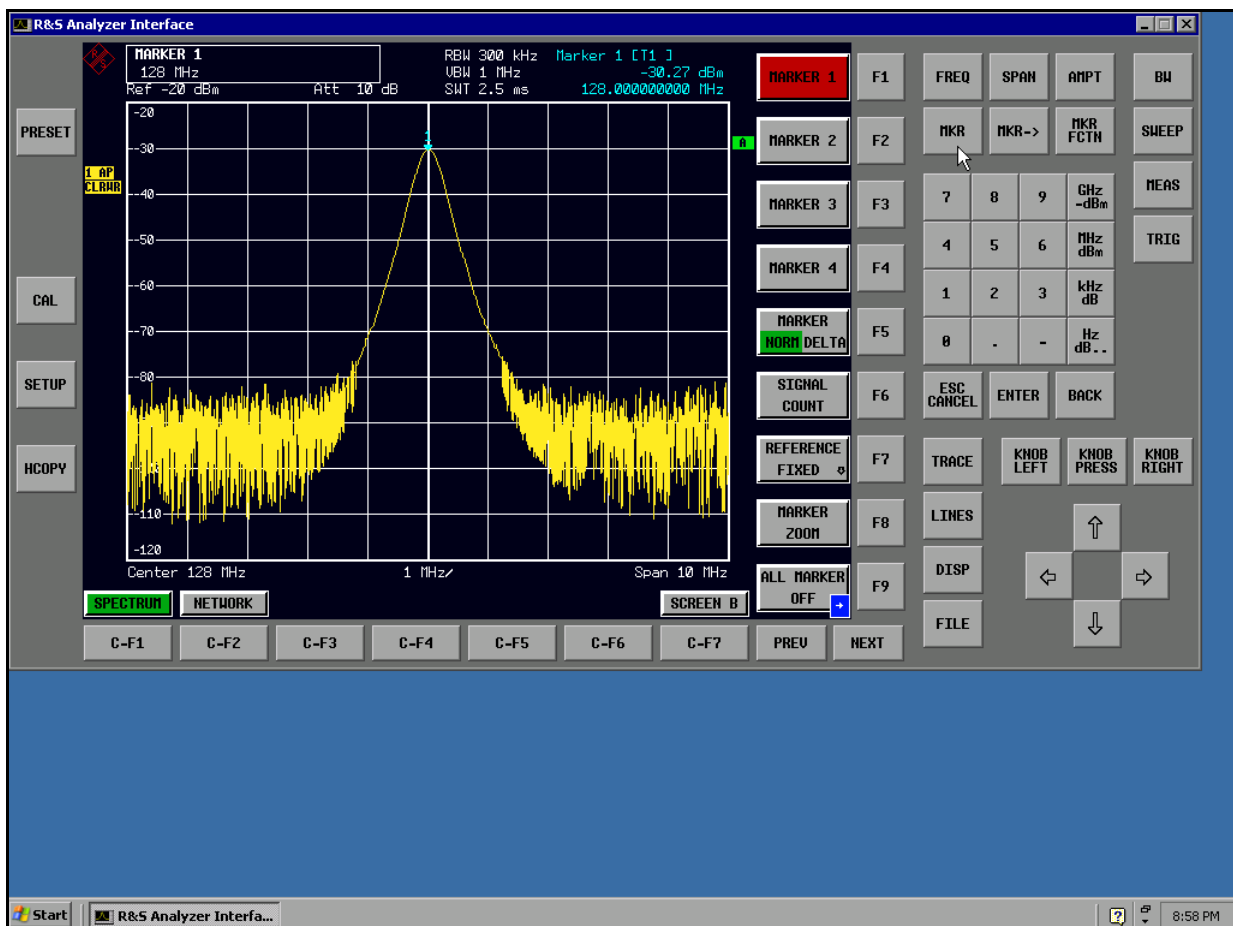 R&S Analyzer Interface
MARKER 1
128 MHz
Ref -20 dBm
Att 10 dB
RBW 300 kHz
VBW 1 MHz
SWT 2.5 ms
Marker 1 [T1 ]
-30.27 dBm
128.000000000 MHz
1 AP
CLRWR
1
A
-20
-30
-40
-50
-60
-70
-80
-110
-120
Center 128 MHz
1 MHz/
Span 10 MHz
SPECTRUM
NETWORK
SCREEN B
PRESET
CAL
SETUP
HCOPY
MARKER 1
MARKER 2
MARKER 3
MARKER 4
MARKER
NORM DELTA
SIGNAL
COUNT
REFERENCE
FIXED
MARKER
ZOOM
ALL MARKER
OFF
F1
F2
F3
F4
F5
F6
F7
F8
F9
C-F1
C-F2
C-F3
C-F4
C-F5
C-F6
C-F7
PREV
NEXT
FREQ
SPAN
AMPT
BW
MKR
MKR->
MKR
FCTN
SWEEP
7
8
9
GHz
-dBm
MEAS
4
5
6
MHz
dBm
TRIG
1
2
3
kHz
dB
0
.
-
Hz
dB..
ESC
CANCEL
ENTER
BACK
TRACE
KNOB
LEFT
KNOB
PRESS
KNOB
RIGHT
LINES
DISP
FILE
Start
R&S Analyzer Interfa...
8:58 PM